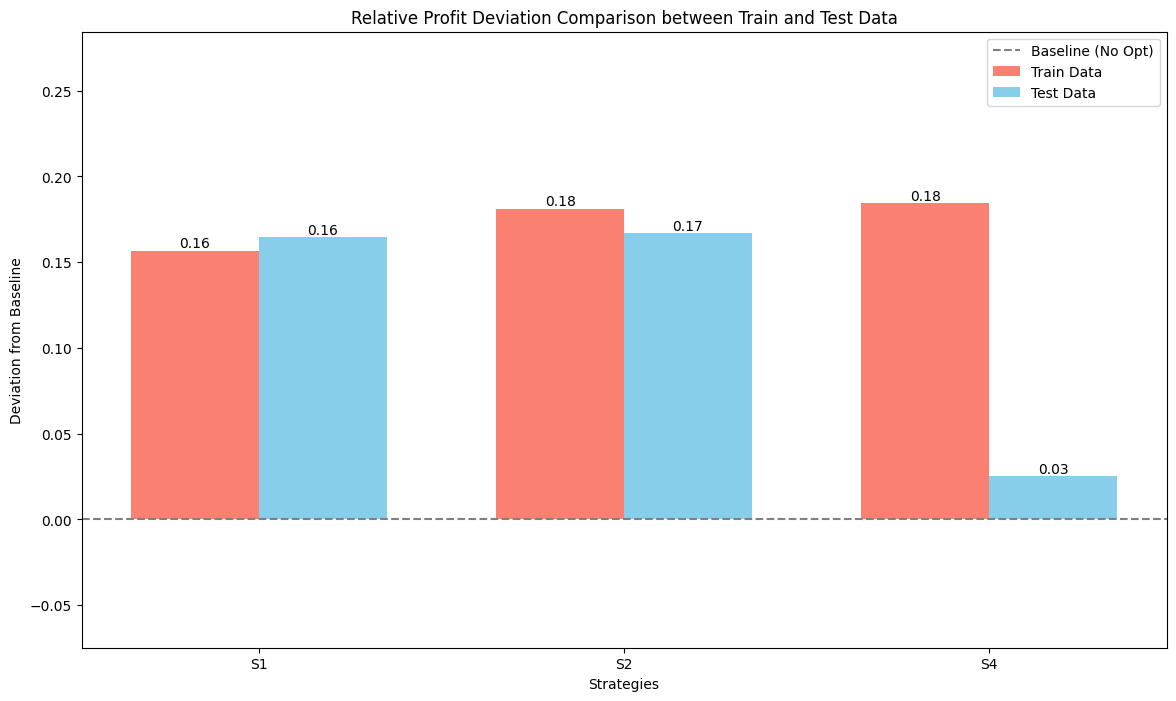 Relative Profit Deviation Comparison between Train and Test Data
Baseline (No Opt)
Train Data
Test Data
0.25
0.20
0.15
0.10
0.05
0.00
−0.05
Deviation from Baseline
0.16
0.16
0.18
0.17
0.18
0.03
S1
S2
S4
Strategies